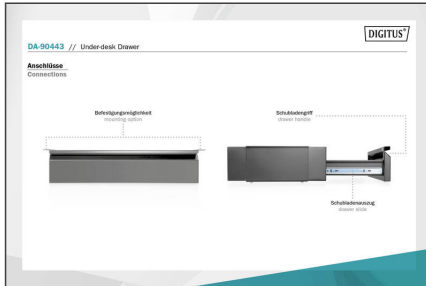 DIGITUS®
DA-90443 // Under-desk Drawer
Anschlüsse
Connections
Befestigungsmöglichkeit
mounting option
Schubladengriff
drawer handle
Schubladenauszug
drawer slide